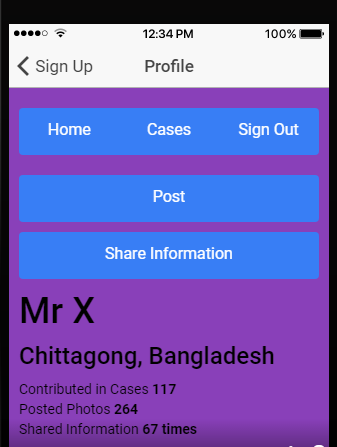 12:34 PM 100%
Sign Up Profile
Home Cases Sign Out
Post
Share Information
Mr X
Chittagong, Bangladesh
Contributed in Cases 117
Posted Photos 264
Shared Information 67 times